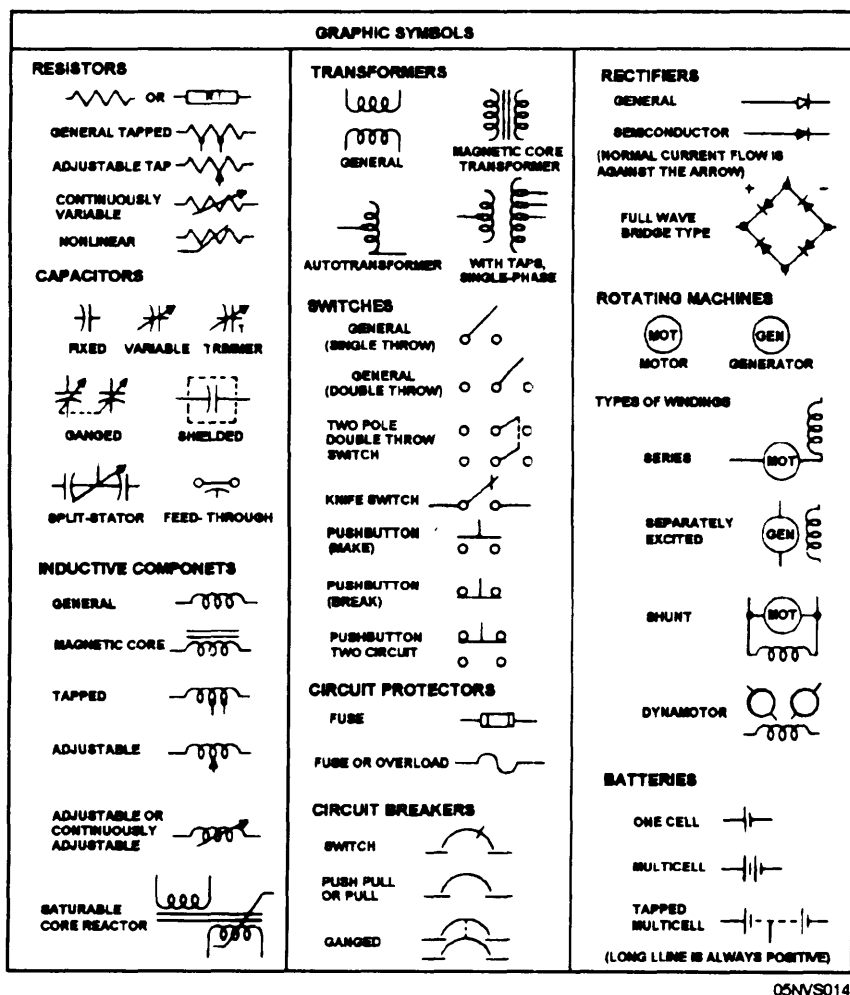 GRAPHIC SYMBOLS
RESISTORS
OR
GENERAL TAPPED
ADJUSTABLE TAP
CONTINUOUSLY
VARIABLE
NONLINEAR
CAPACITORS
FIXED VARIABLE TRIMMER
T
GANGED SHIELDED
SPLIT-STATOR FEED-THROUGH
INDUCTIVE COMPONETS
GENERAL
MAGNETIC CORE
TAPPED
ADJUSTABLE
ADJUSTABLE OR
CONTINUOUSLY
ADJUSTABLE
SATURABLE
CORE REACTOR
TRANSFORMERS
GENERAL
MAGNETIC CORE
TRANSFORMER
AUTOTRANSFORMER
WITH TAPS,
SINGLE-PHASE
SWITCHES
GENERAL
(SINGLE THROW)
GENERAL
(DOUBLE THROW)
TWO POLE
DOUBLE THROW
SWITCH
KNIFE SWITCH
PUSHBUTTON
(MAKE)
PUSHBUTTON
(BREAK)
PUSHBUTTON
TWO CIRCUIT
CIRCUIT PROTECTORS
FUSE
FUSE OR OVERLOAD
CIRCUIT BREAKERS
SWITCH
PUSH PULL
OR PULL
GANGED
RECTIFIERS
GENERAL
SEMICONDUCTOR
(NORMAL CURRENT FLOW IS
AGAINST THE ARROW)
+ -
FULL WAVE
BRIDGE TYPE
ROTATING MACHINES
MOT GEN
MOTOR GENERATOR
TYPES OF WINDINGS
SERIES MOT
SEPARATELY
EXCITED
GEN
SHUNT MOT
DYNAMOTOR
BATTERIES
ONE CELL
MULTICELL
TAPPED
MULTICELL
(LONG LLINE IS ALWAYS POSITIVE)
05NVS014